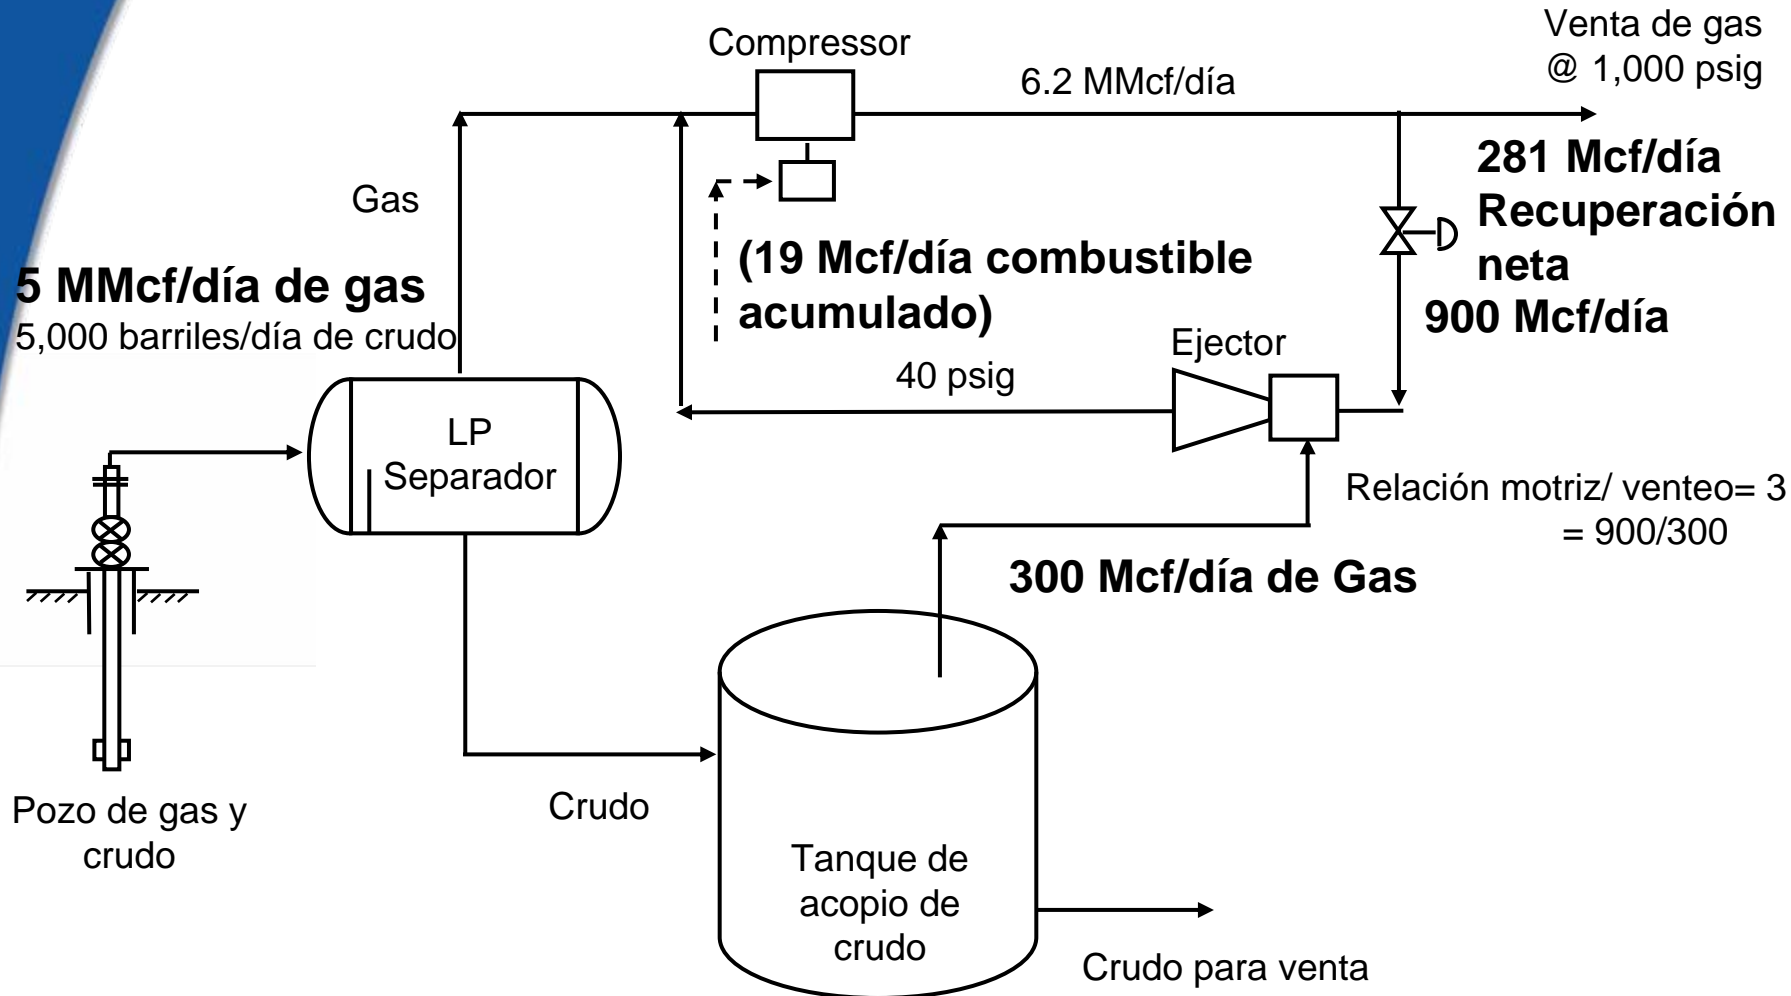 Compressor
6.2 MMcf/día
Venta de gas
@ 1,000 psig
Gas
281 Mcf/día
Recuperación
neta
900 Mcf/día
(19 Mcf/día combustible
acumulado)
5 MMcf/día de gas
5,000 barriles/día de crudo
Ejector
40 psig
LP
Separador
Relación motriz/ venteo= 3
= 900/300
300 Mcf/día de Gas
Pozo de gas y
crudo
Crudo
Tanque de
acopio de
crudo
Crudo para venta